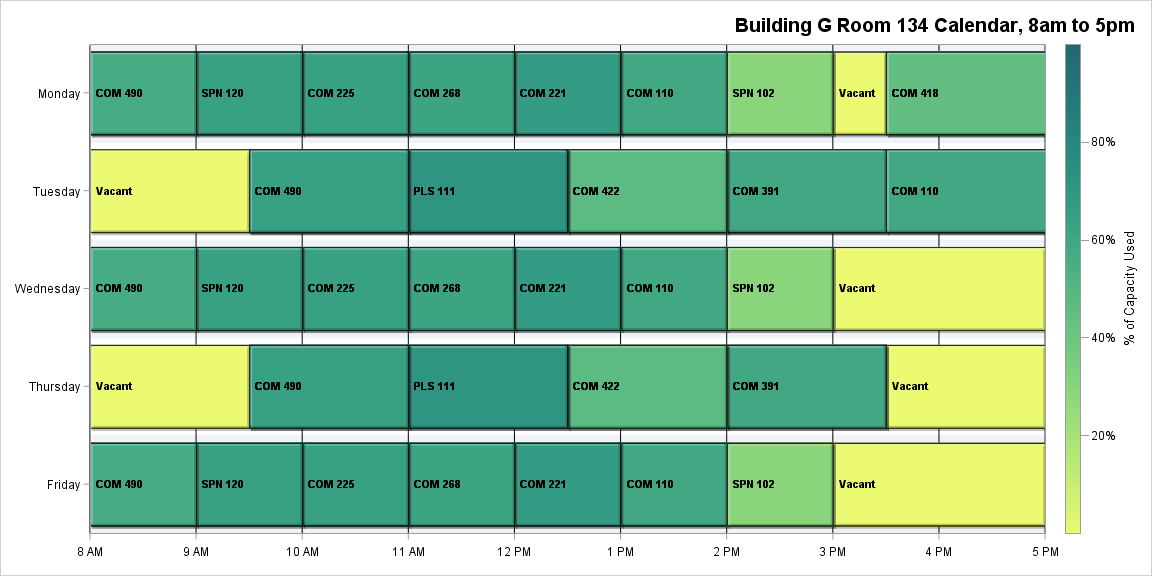 Building G Room 134 Calendar, 8am to 5pm
Monday
COM 490
SPN 120
COM 225
COM 268
COM 221
COM 110
SPN 102
Vacant
COM 418
Tuesday
Vacant
COM 490
PLS 111
COM 422
COM 391
COM 110
Wednesday
COM 490
SPN 120
COM 225
COM 268
COM 221
COM 110
SPN 102
Vacant
Thursday
Vacant
COM 490
PLS 111
COM 422
COM 391
Vacant
Friday
COM 490
SPN 120
COM 225
COM 268
COM 221
COM 110
SPN 102
Vacant
8 AM
9 AM
10 AM
11 AM
12 PM
1 PM
2 PM
3 PM
4 PM
5 PM
80%
60%
40%
20%
% of Capacity Used